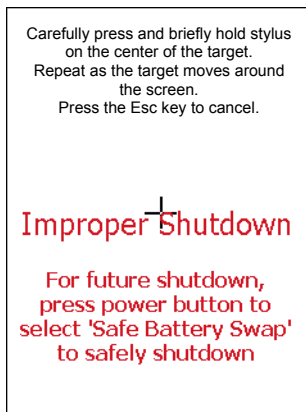 Carefully press and briefly hold stylus
on the center of the target.
Repeat as the target moves around
the screen.
Press the Esc key to cancel.
Improper Shutdown
For future shutdown,
press power button to
select 'Safe Battery Swap'
to safely shutdown